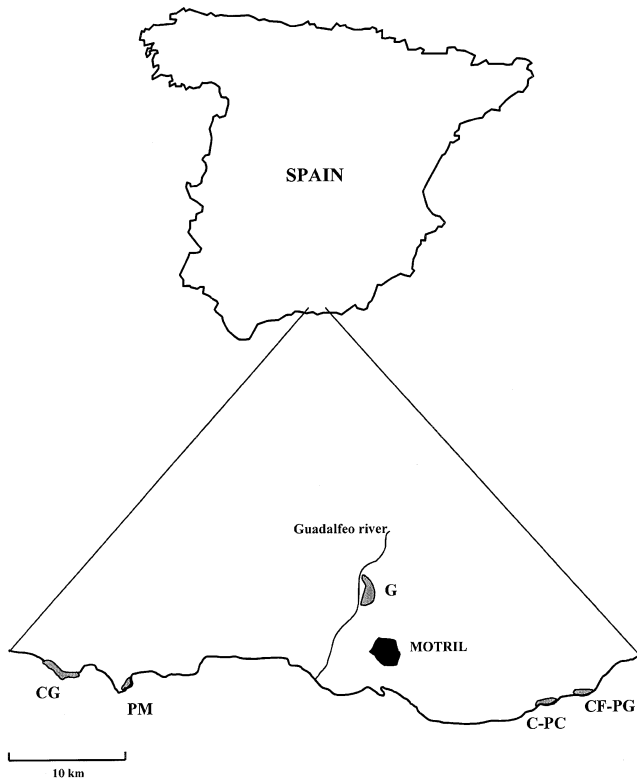 SPAIN
Guadalfeo river
G
MOTRIL
CG
PM
C-PC
CF-PG
10 km